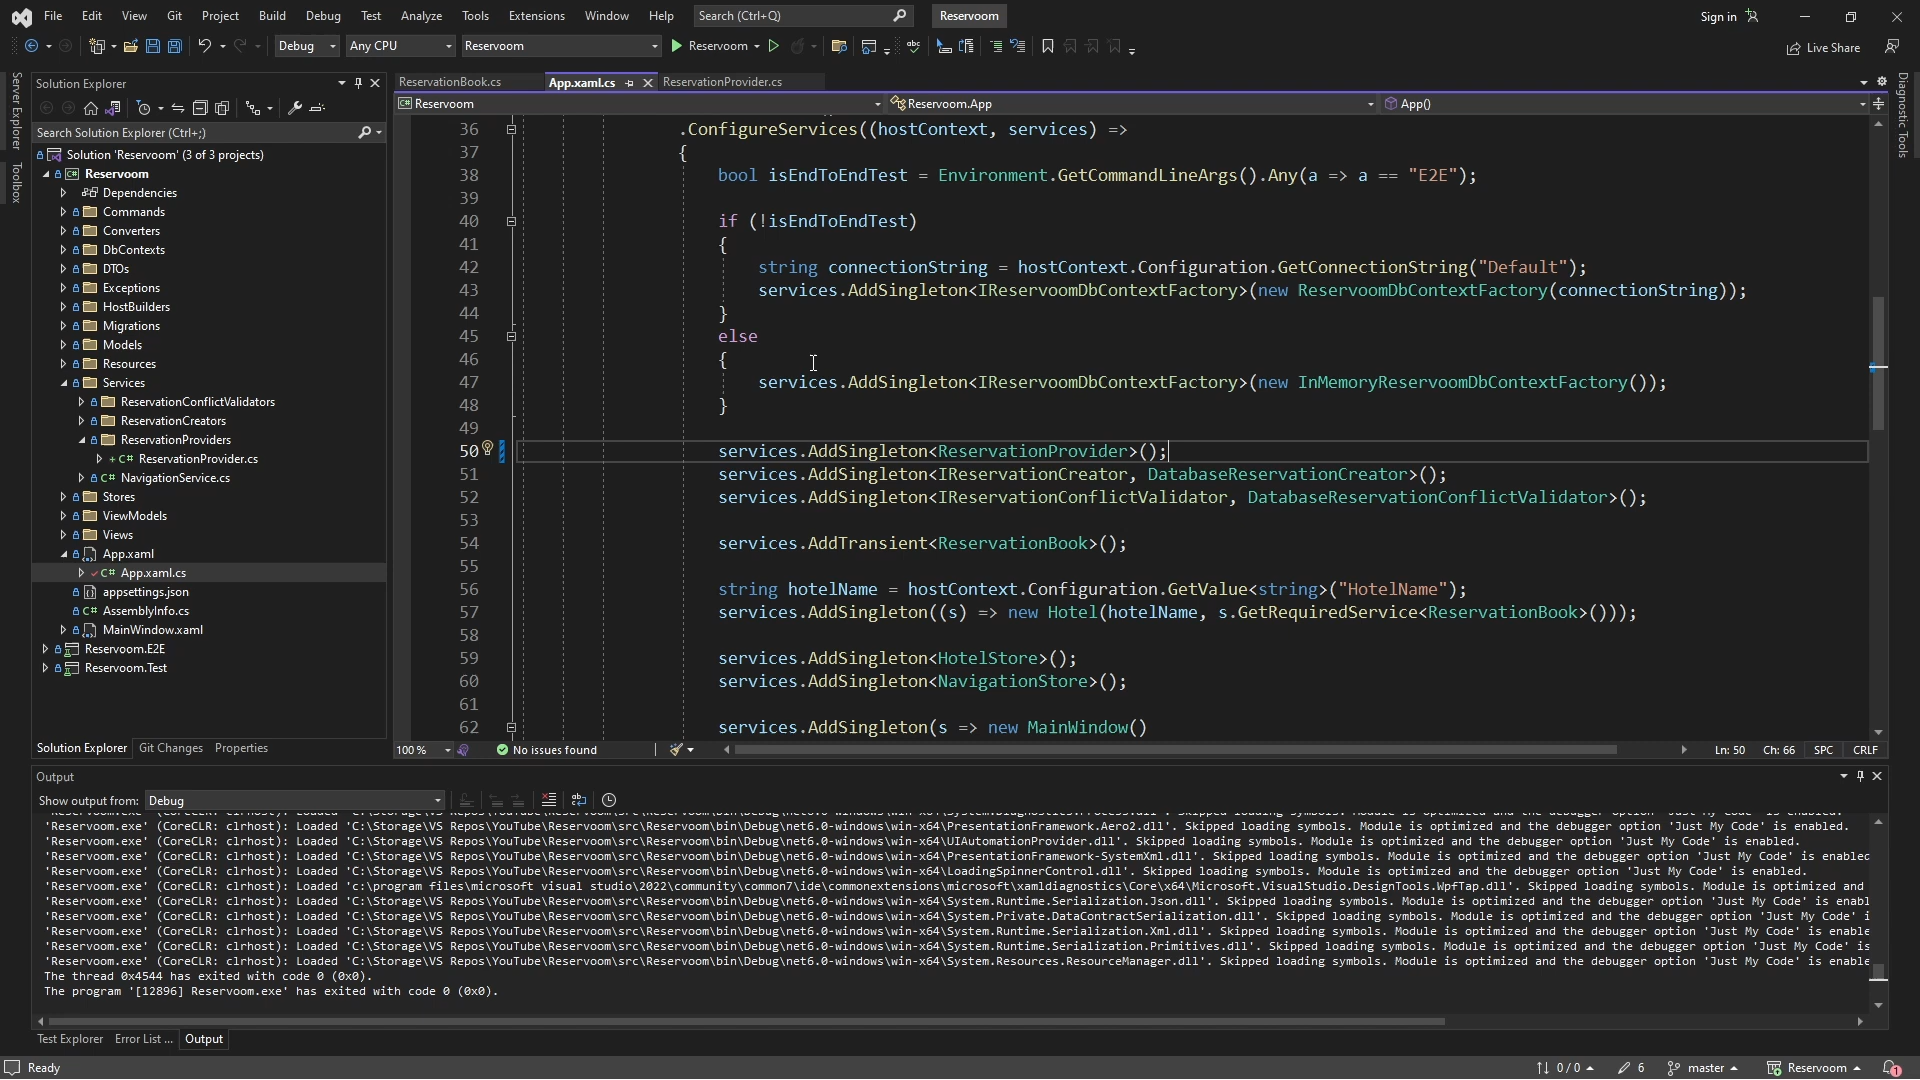 File Edit View Git Project Build Debug Test Analyze Tools Extensions Window Help Search (Ctrl+Q) Reservoom Sign in
Debug Any CPU Reservoom Reservoom Live Share
Server Explorer
Toolbox
Solution Explorer
Search Solution Explorer (Ctrl+;)
Solution 'Reservoom' (3 of 3 projects)
Reservoom
Dependencies
Commands
Converters
DbContexts
DTOs
Exceptions
HostBuilders
Migrations
Models
Resources
Services
ReservationConflictValidators
ReservationCreators
ReservationProviders
C# ReservationProvider.cs
C# NavigationService.cs
Stores
ViewModels
Views
App.xaml
C# App.xaml.cs
appsettings.json
C# AssemblyInfo.cs
MainWindow.xaml
Reservoom.E2E
Reservoom.Test
Solution Explorer Git Changes Properties
ReservationBook.cs App.xaml.cs ReservationProvider.cs
Reservoom Reservoom.App App()
Diagnostic Tools
36 .ConfigureServices((hostContext, services) =>
37 {
38 bool isEndToEndTest = Environment.GetCommandLineArgs().Any(a => a == "E2E");
39
40 if (!isEndToEndTest)
41 {
42 string connectionString = hostContext.Configuration.GetConnectionString("Default");
43 services.AddSingleton<IReservoomDbContextFactory>(new ReservoomDbContextFactory(connectionString));
44 }
45 else
46 {
47 services.AddSingleton<IReservoomDbContextFactory>(new InMemoryReservoomDbContextFactory());
48 }
49
50 services.AddSingleton<ReservationProvider>();
51 services.AddSingleton<IReservationCreator, DatabaseReservationCreator>();
52 services.AddSingleton<IReservationConflictValidator, DatabaseReservationConflictValidator>();
53
54 services.AddTransient<ReservationBook>();
55
56 string hotelName = hostContext.Configuration.GetValue<string>("HotelName");
57 services.AddSingleton((s) => new Hotel(hotelName, s.GetRequiredService<ReservationBook>()));
58
59 services.AddSingleton<HotelStore>();
60 services.AddSingleton<NavigationStore>();
61
62 services.AddSingleton(s => new MainWindow()
100 % No issues found Ln: 50 Ch: 66 SPC CRLF
Output
Show output from: Debug
'Reservoom.exe' (CoreCLR: clrhost): Loaded 'C:\Storage\VS Repos\YouTube\Reservoom\src\Reservoom\bin\Debug\net6.0-windows\win-x64\PresentationFramework.Aero2.dll'. Skipped loading symbols. Module is optimized and the debugger option 'Just My Code' is enabled.
'Reservoom.exe' (CoreCLR: clrhost): Loaded 'C:\Storage\VS Repos\YouTube\Reservoom\src\Reservoom\bin\Debug\net6.0-windows\win-x64\UIAutomationProvider.dll'. Skipped loading symbols. Module is optimized and the debugger option 'Just My Code' is enabled.
'Reservoom.exe' (CoreCLR: clrhost): Loaded 'C:\Storage\VS Repos\YouTube\Reservoom\src\Reservoom\bin\Debug\net6.0-windows\win-x64\PresentationFramework-SystemXml.dll'. Skipped loading symbols. Module is optimized and the debugger option 'Just My Code' is enabled
'Reservoom.exe' (CoreCLR: clrhost): Loaded 'C:\Storage\VS Repos\YouTube\Reservoom\src\Reservoom\bin\Debug\net6.0-windows\win-x64\LoadingSpinnerControl.dll'. Skipped loading symbols. Module is optimized and the debugger option 'Just My Code' is enabled.
'Reservoom.exe' (CoreCLR: clrhost): Loaded 'c:\program files\microsoft visual studio\2022\community\common7\ide\commonextensions\microsoft\xamldiagnostics\Core\x64\Microsoft.VisualStudio.DesignTools.WpfTap.dll'. Skipped loading symbols. Module is optimized and
'Reservoom.exe' (CoreCLR: clrhost): Loaded 'C:\Storage\VS Repos\YouTube\Reservoom\src\Reservoom\bin\Debug\net6.0-windows\win-x64\System.Runtime.Serialization.Json.dll'. Skipped loading symbols. Module is optimized and the debugger option 'Just My Code' is enabl
'Reservoom.exe' (CoreCLR: clrhost): Loaded 'C:\Storage\VS Repos\YouTube\Reservoom\src\Reservoom\bin\Debug\net6.0-windows\win-x64\System.Private.DataContractSerialization.dll'. Skipped loading symbols. Module is optimized and the debugger option 'Just My Code' i
'Reservoom.exe' (CoreCLR: clrhost): Loaded 'C:\Storage\VS Repos\YouTube\Reservoom\src\Reservoom\bin\Debug\net6.0-windows\win-x64\System.Runtime.Serialization.Xml.dll'. Skipped loading symbols. Module is optimized and the debugger option 'Just My Code' is enable
'Reservoom.exe' (CoreCLR: clrhost): Loaded 'C:\Storage\VS Repos\YouTube\Reservoom\src\Reservoom\bin\Debug\net6.0-windows\win-x64\System.Runtime.Serialization.Primitives.dll'. Skipped loading symbols. Module is optimized and the debugger option 'Just My Code' is
'Reservoom.exe' (CoreCLR: clrhost): Loaded 'C:\Storage\VS Repos\YouTube\Reservoom\src\Reservoom\bin\Debug\net6.0-windows\win-x64\System.Resources.ResourceManager.dll'. Skipped loading symbols. Module is optimized and the debugger option 'Just My Code' is enable
The thread 0x4544 has exited with code 0 (0x0).
The program '[12896] Reservoom.exe' has exited with code 0 (0x0).
Test Explorer Error List ... Output
Ready 0 / 0 6 master Reservoom 1